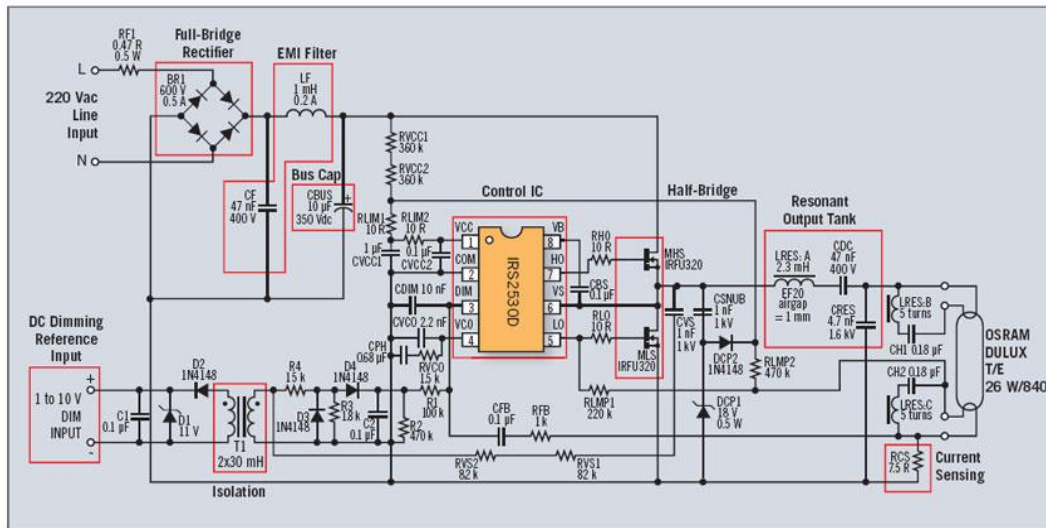 Full-Bridge
Rectifier
RF1
0.47 R
0.5 W
L
BR1
600 V
0.5 A
220 Vac
Line
Input
N
EMI Filter
LF
1 mH
0.2 A
CF
47 nF
400 V
Bus Cap
CBUS
10 µF
350 Vdc
+
RVCC1
360 k
RVCC2
360 k
RLIM1
10 R
RLIM2
10 R
1 µF
CVCC1
0.1 µF
CVCC2
Control IC
VCC
1
COM
2
DIM
3
VCO
4
IRS2530D
VB
8
HO
7
VS
6
LO
5
CDIM 10 nF
CVCO 2.2 nF
CPH
0.68 µF
RVCO
15 k
Half-Bridge
RHO
10 R
MHS
IRFU320
CBS
0.1 µF
RLO
10 R
MLS
IRFU320
CVS
1 nF
1 kV
CSNUB
1 nF
1 kV
DCP2
1N4148
RLMP2
470 k
RLMP1
220 k
DCP1
18 V
0.5 W
Resonant
Output Tank
LRES: A
2.3 mH
EF20
airgap
= 1 mm
CDC
47 nF
400 V
CRES
4.7 nF
1.6 kV
LRES:B
5 turns
CH1 0.18 µF
CH2 0.18 µF
LRES:C
5 turns
OSRAM
DULUX
T/E
26 W/840
RCS
7.5 R
Current
Sensing
DC Dimming
Reference
Input
+
1 to 10 V
DIM
INPUT
-
C1
0.1 µF
D1
11 V
D2
1N4148
T1
2x30 mH
Isolation
R4
15 k
D3
1N4148
R3
18 k
D4
1N4148
C2
0.1 µF
R2
470 k
R1
100 k
CFB
0.1 µF
RFB
1 k
RVS2
82 k
RVS1
82 k